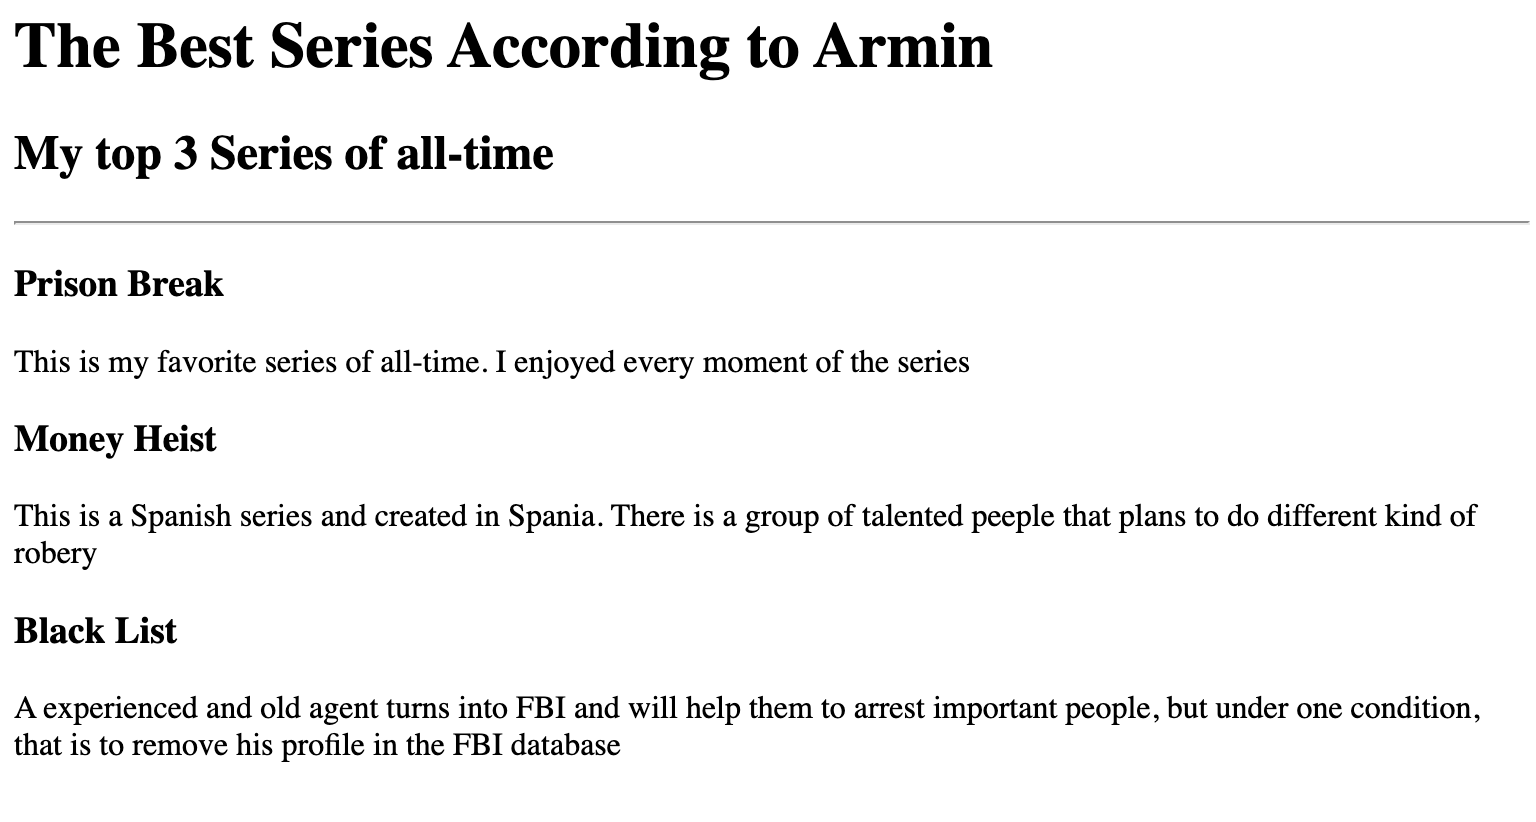 The Best Series According to Armin
My top 3 Series of all-time
Prison Break
This is my favorite series of all-time. I enjoyed every moment of the series
Money Heist
This is a Spanish series and created in Spania. There is a group of talented peeple that plans to do different kind of
robery
Black List
A experienced and old agent turns into FBI and will help them to arrest important people, but under one condition,
that is to remove his profile in the FBI database